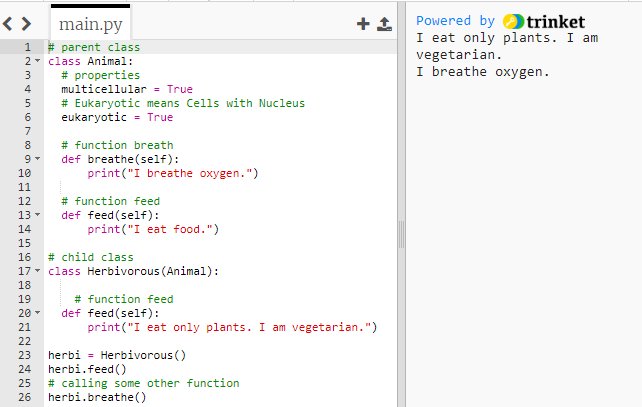 main.py
1 # parent class
2 class Animal:
3   # properties
4   multicellular = True
5   # Eukaryotic means Cells with Nucleus
6   eukaryotic = True
7
8   # function breath
9   def breathe(self):
10       print("I breathe oxygen.")
11
12   # function feed
13   def feed(self):
14       print("I eat food.")
15
16 # child class
17 class Herbivorous(Animal):
18
19     # function feed
20   def feed(self):
21       print("I eat only plants. I am vegetarian.")
22
23 herbi = Herbivorous()
24 herbi.feed()
25 # calling some other function
26 herbi.breathe()
Powered by trinket
I eat only plants. I am
vegetarian.
I breathe oxygen.